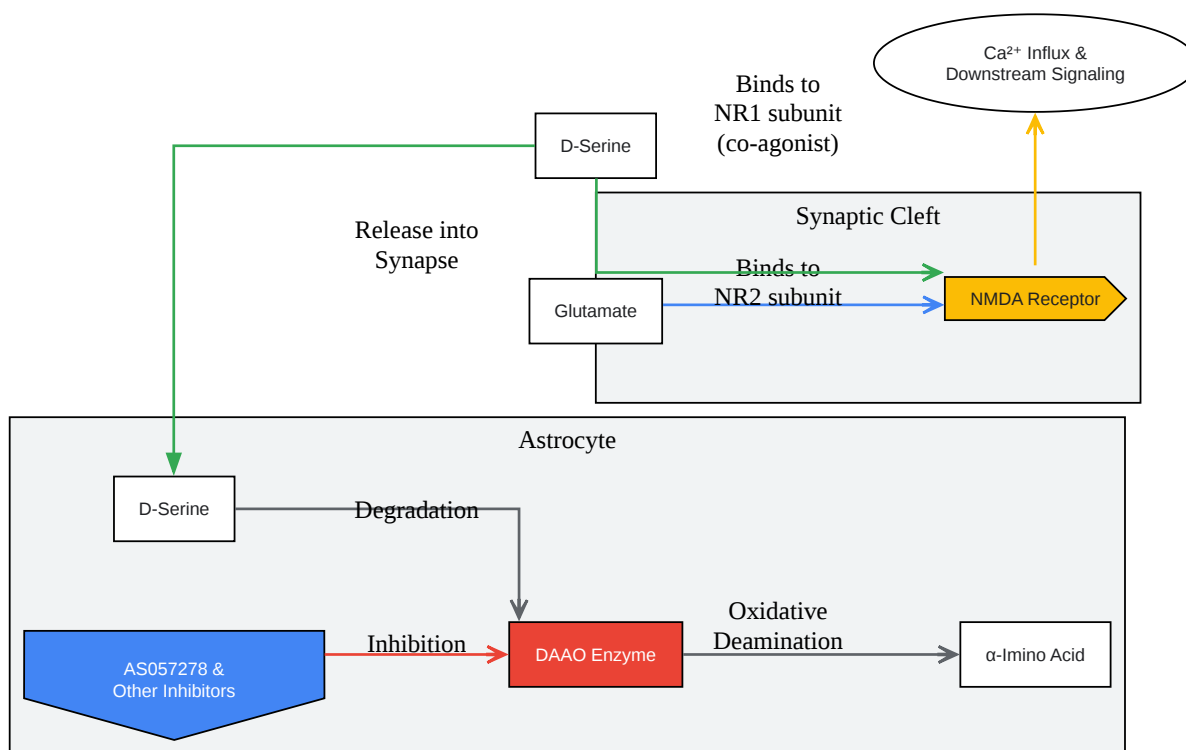 Ca²⁺ Influx &
Downstream Signaling
Binds to
NR1 subunit
(co-agonist)
D-Serine
Synaptic Cleft
Release into
Synapse
Binds to
NR2 subunit
Glutamate
NMDA Receptor
Astrocyte
D-Serine
Degradation
Oxidative
Deamination
Inhibition
DAAO Enzyme
α-Imino Acid
AS057278 &
Other Inhibitors